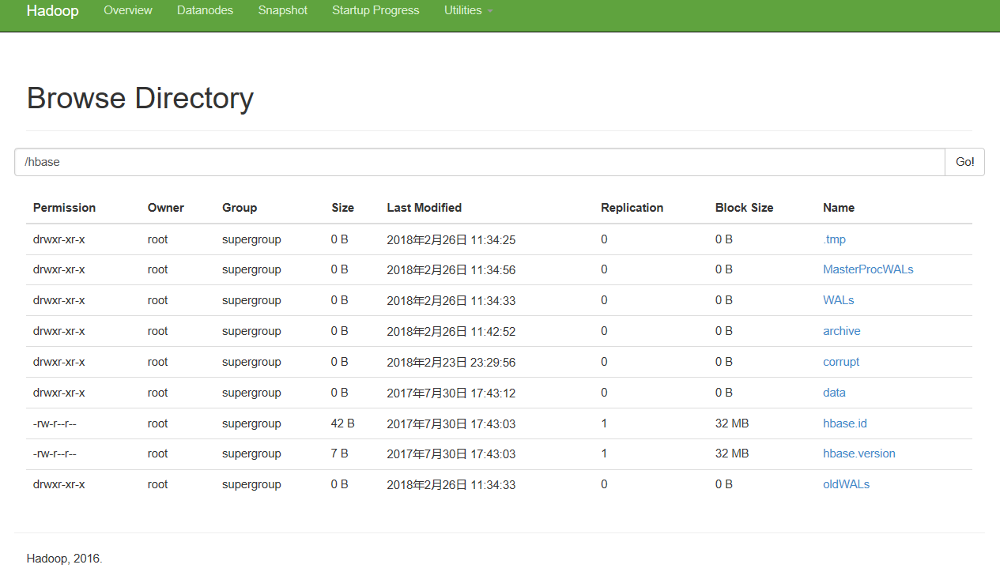 Hadoop Overview Datanodes Snapshot Startup Progress Utilities
Browse Directory
/hbase Go!
Permission Owner Group Size Last Modified Replication Block Size Name
drwxr-xr-x root supergroup 0 B 2018年2月26日 11:34:25 0 0 B .tmp
drwxr-xr-x root supergroup 0 B 2018年2月26日 11:34:56 0 0 B MasterProcWALs
drwxr-xr-x root supergroup 0 B 2018年2月26日 11:34:33 0 0 B WALs
drwxr-xr-x root supergroup 0 B 2018年2月26日 11:42:52 0 0 B archive
drwxr-xr-x root supergroup 0 B 2018年2月23日 23:29:56 0 0 B corrupt
drwxr-xr-x root supergroup 0 B 2017年7月30日 17:43:12 0 0 B data
-rw-r--r-- root supergroup 42 B 2017年7月30日 17:43:03 1 32 MB hbase.id
-rw-r--r-- root supergroup 7 B 2017年7月30日 17:43:03 1 32 MB hbase.version
drwxr-xr-x root supergroup 0 B 2018年2月26日 11:34:33 0 0 B oldWALs
Hadoop, 2016.